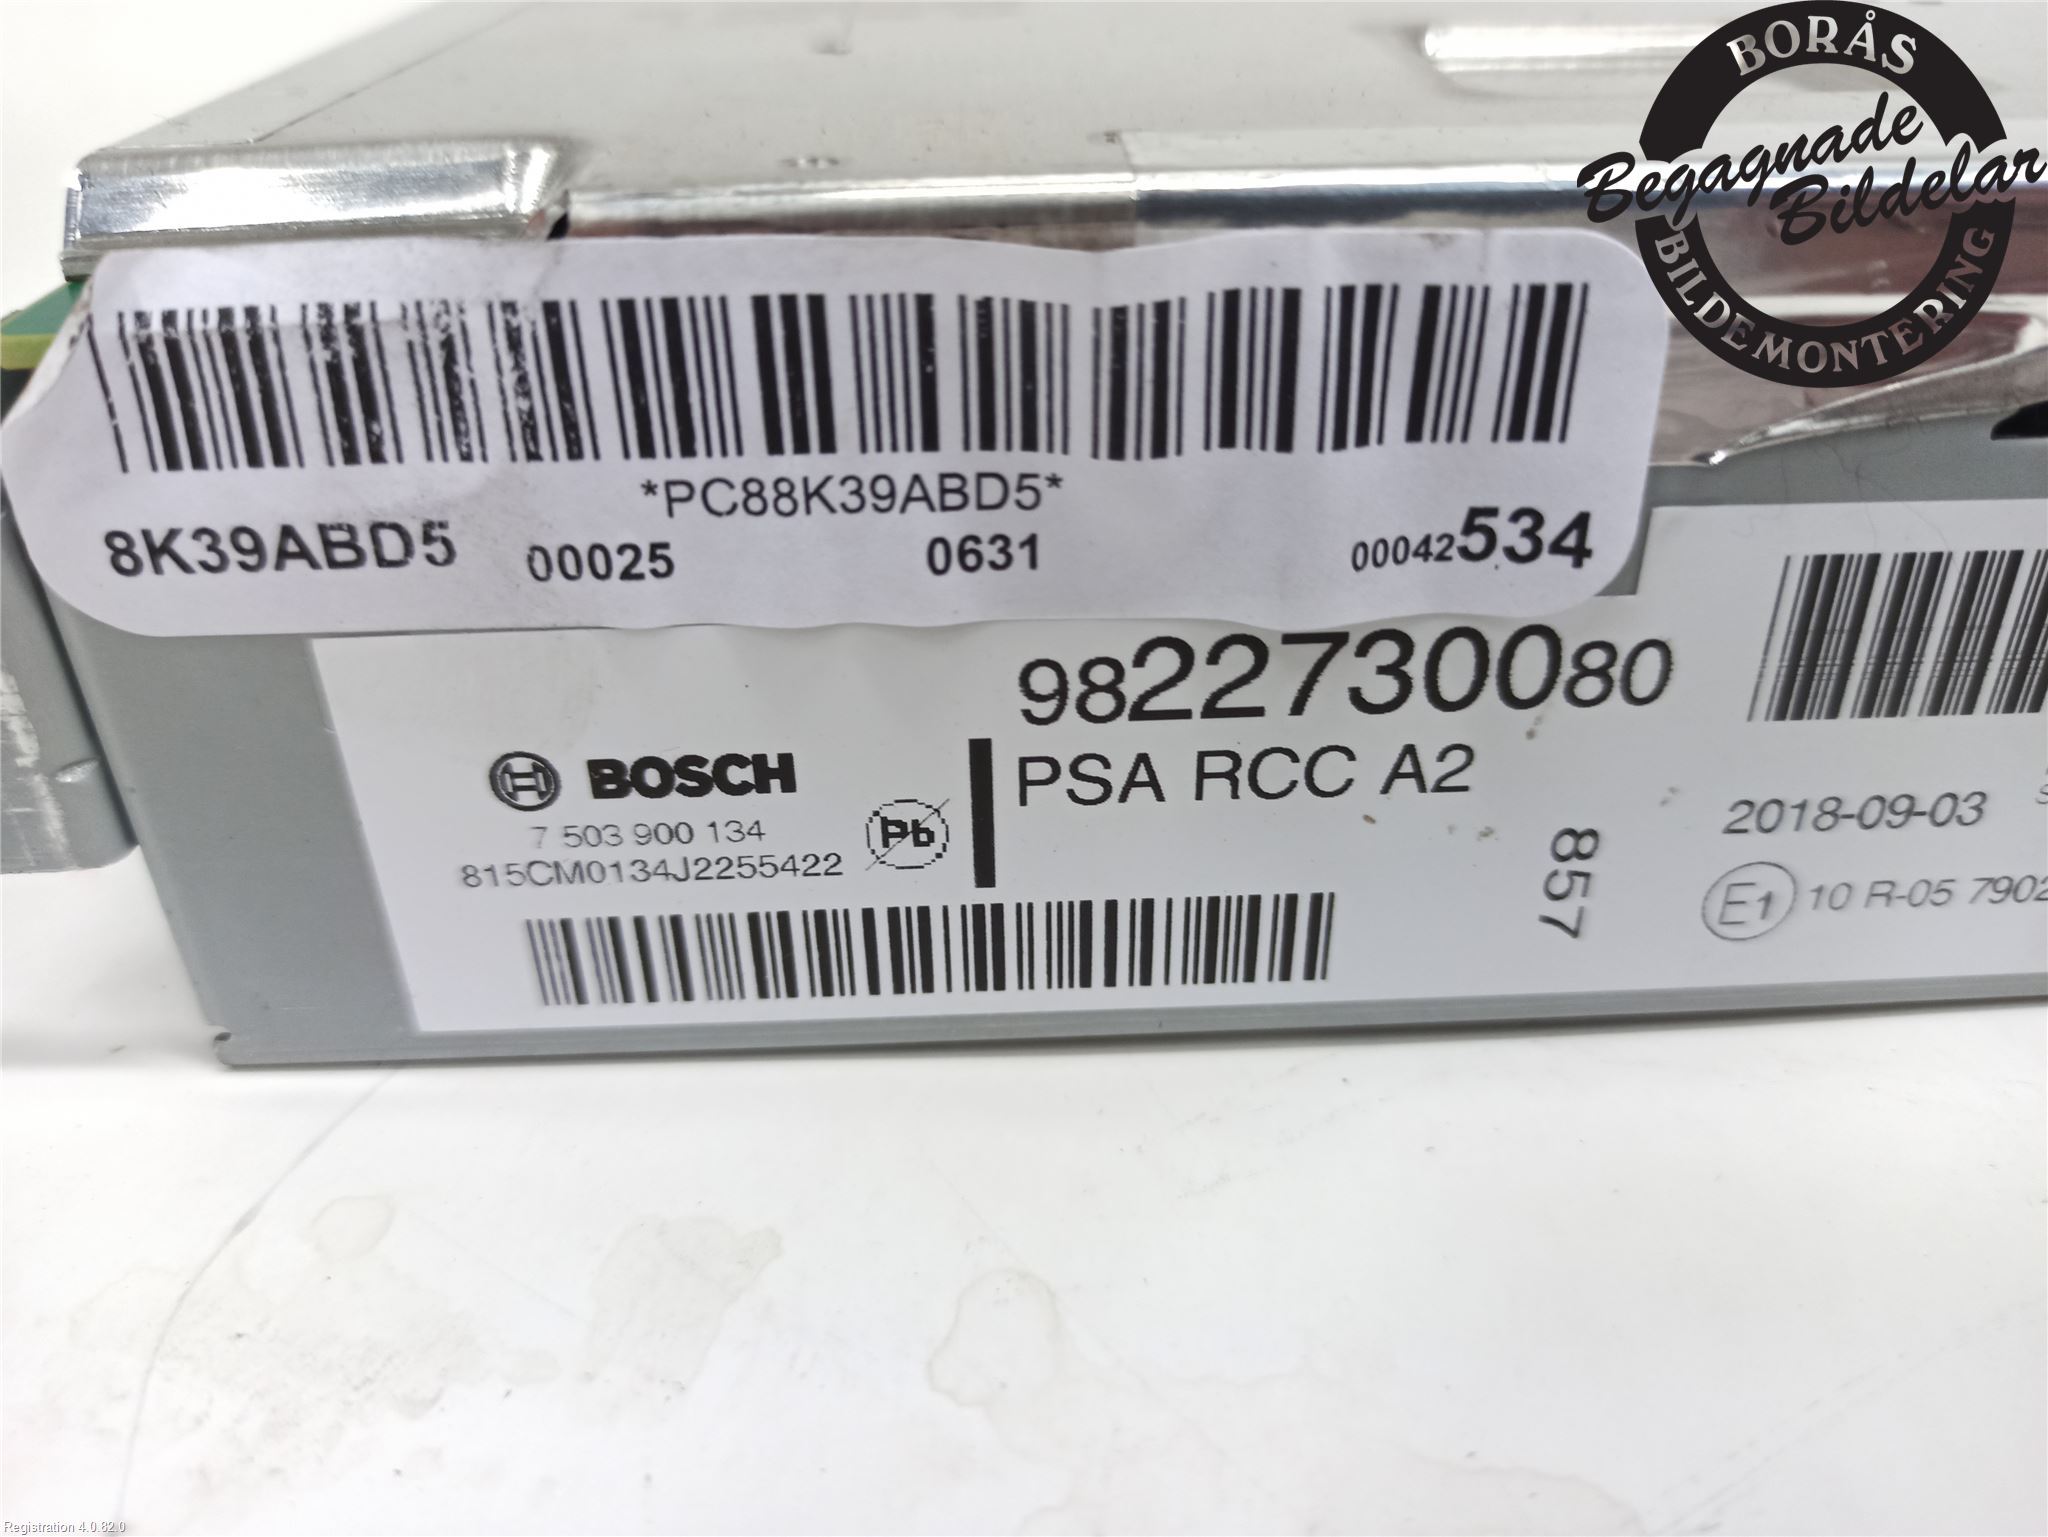 BORÅS
Begagnade
Bildelar
BILDEMONTERING
*PC88K39ABD5*
8K39ABD5 00025 0631 00042534
9822730080
BOSCH
PSA RCC A2
7 503 900 134
Pb
815CM0134J2255422
857
2018-09-03
E1 10 R-05 7902
Registration 4.0.82.0